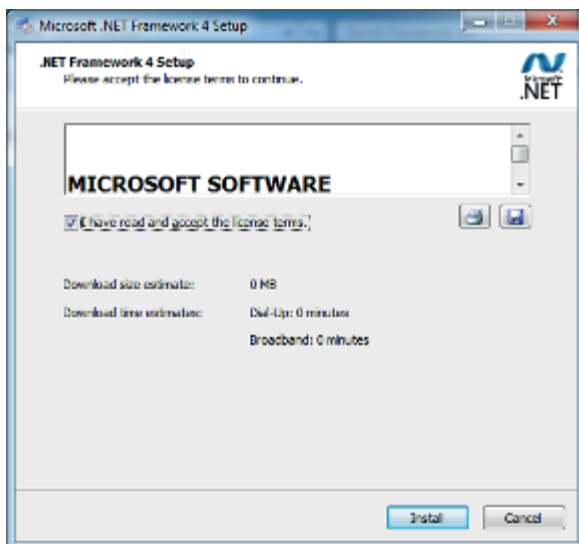 Microsoft .NET Framework 4 Setup
.NET Framework 4 Setup
Please accept the license terms to continue.
Microsoft
.NET
MICROSOFT SOFTWARE
I have read and accept the license terms.
Download size estimate: 0 MB
Download time estimates: Dial-Up: 0 minutes
Broadband: 0 minutes
Install Cancel